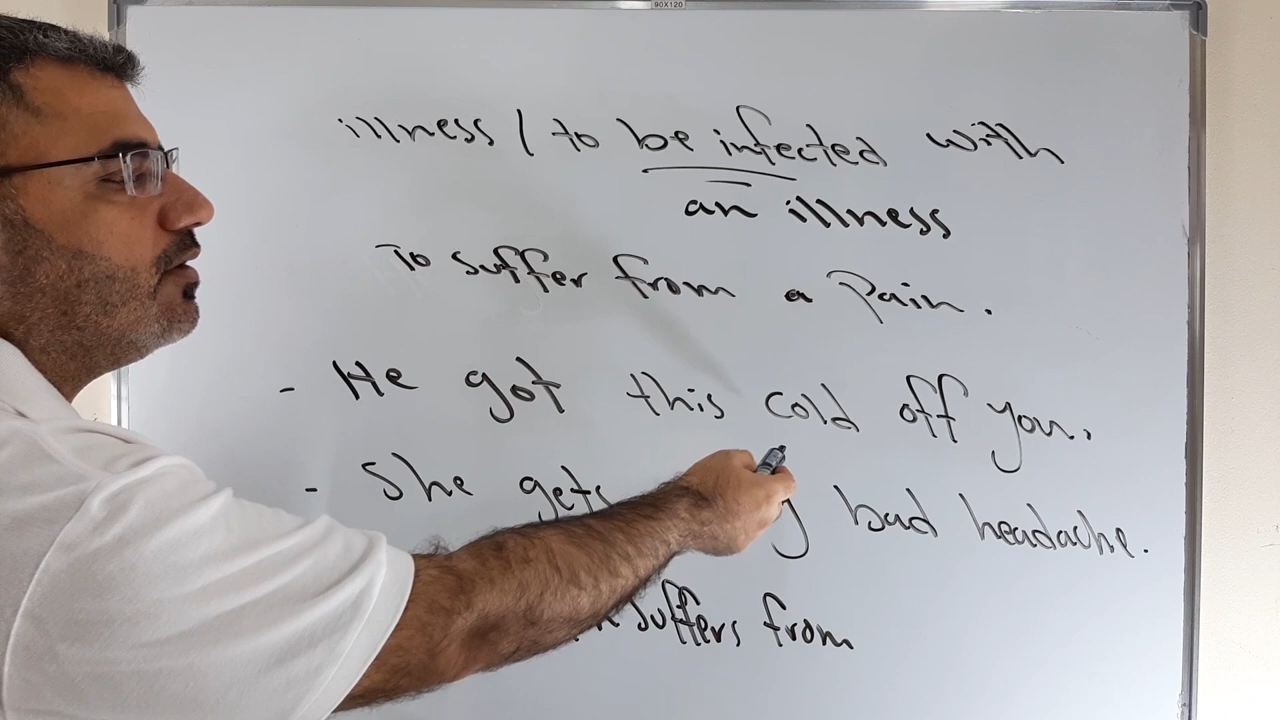 90X120
illness / to be infected with
an illness
To suffer from a pain.
- He got this cold off you.
- She gets bad headache.
suffers from